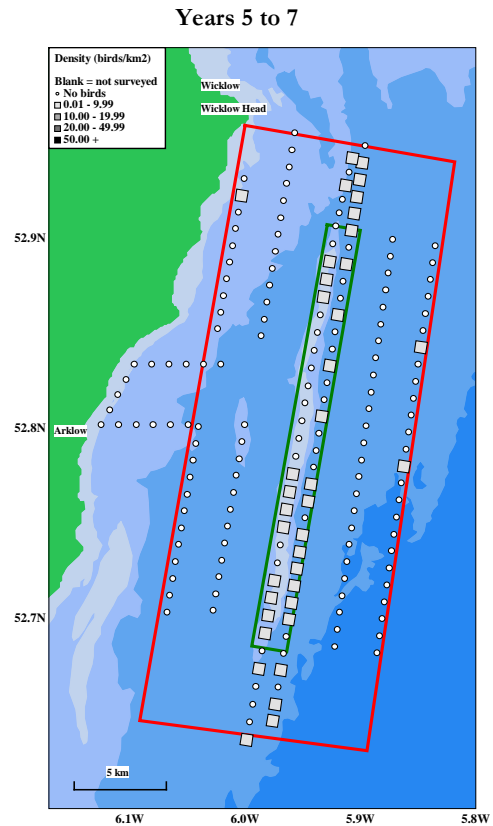 Years 5 to 7
Density (birds/km2)
Blank = not surveyed
No birds
0.01 - 9.99
10.00 - 19.99
20.00 - 49.99
50.00 +
Wicklow
Wicklow Head
52.9N
52.8N
Arklow
52.7N
5 km
6.1W 6.0W 5.9W 5.8W